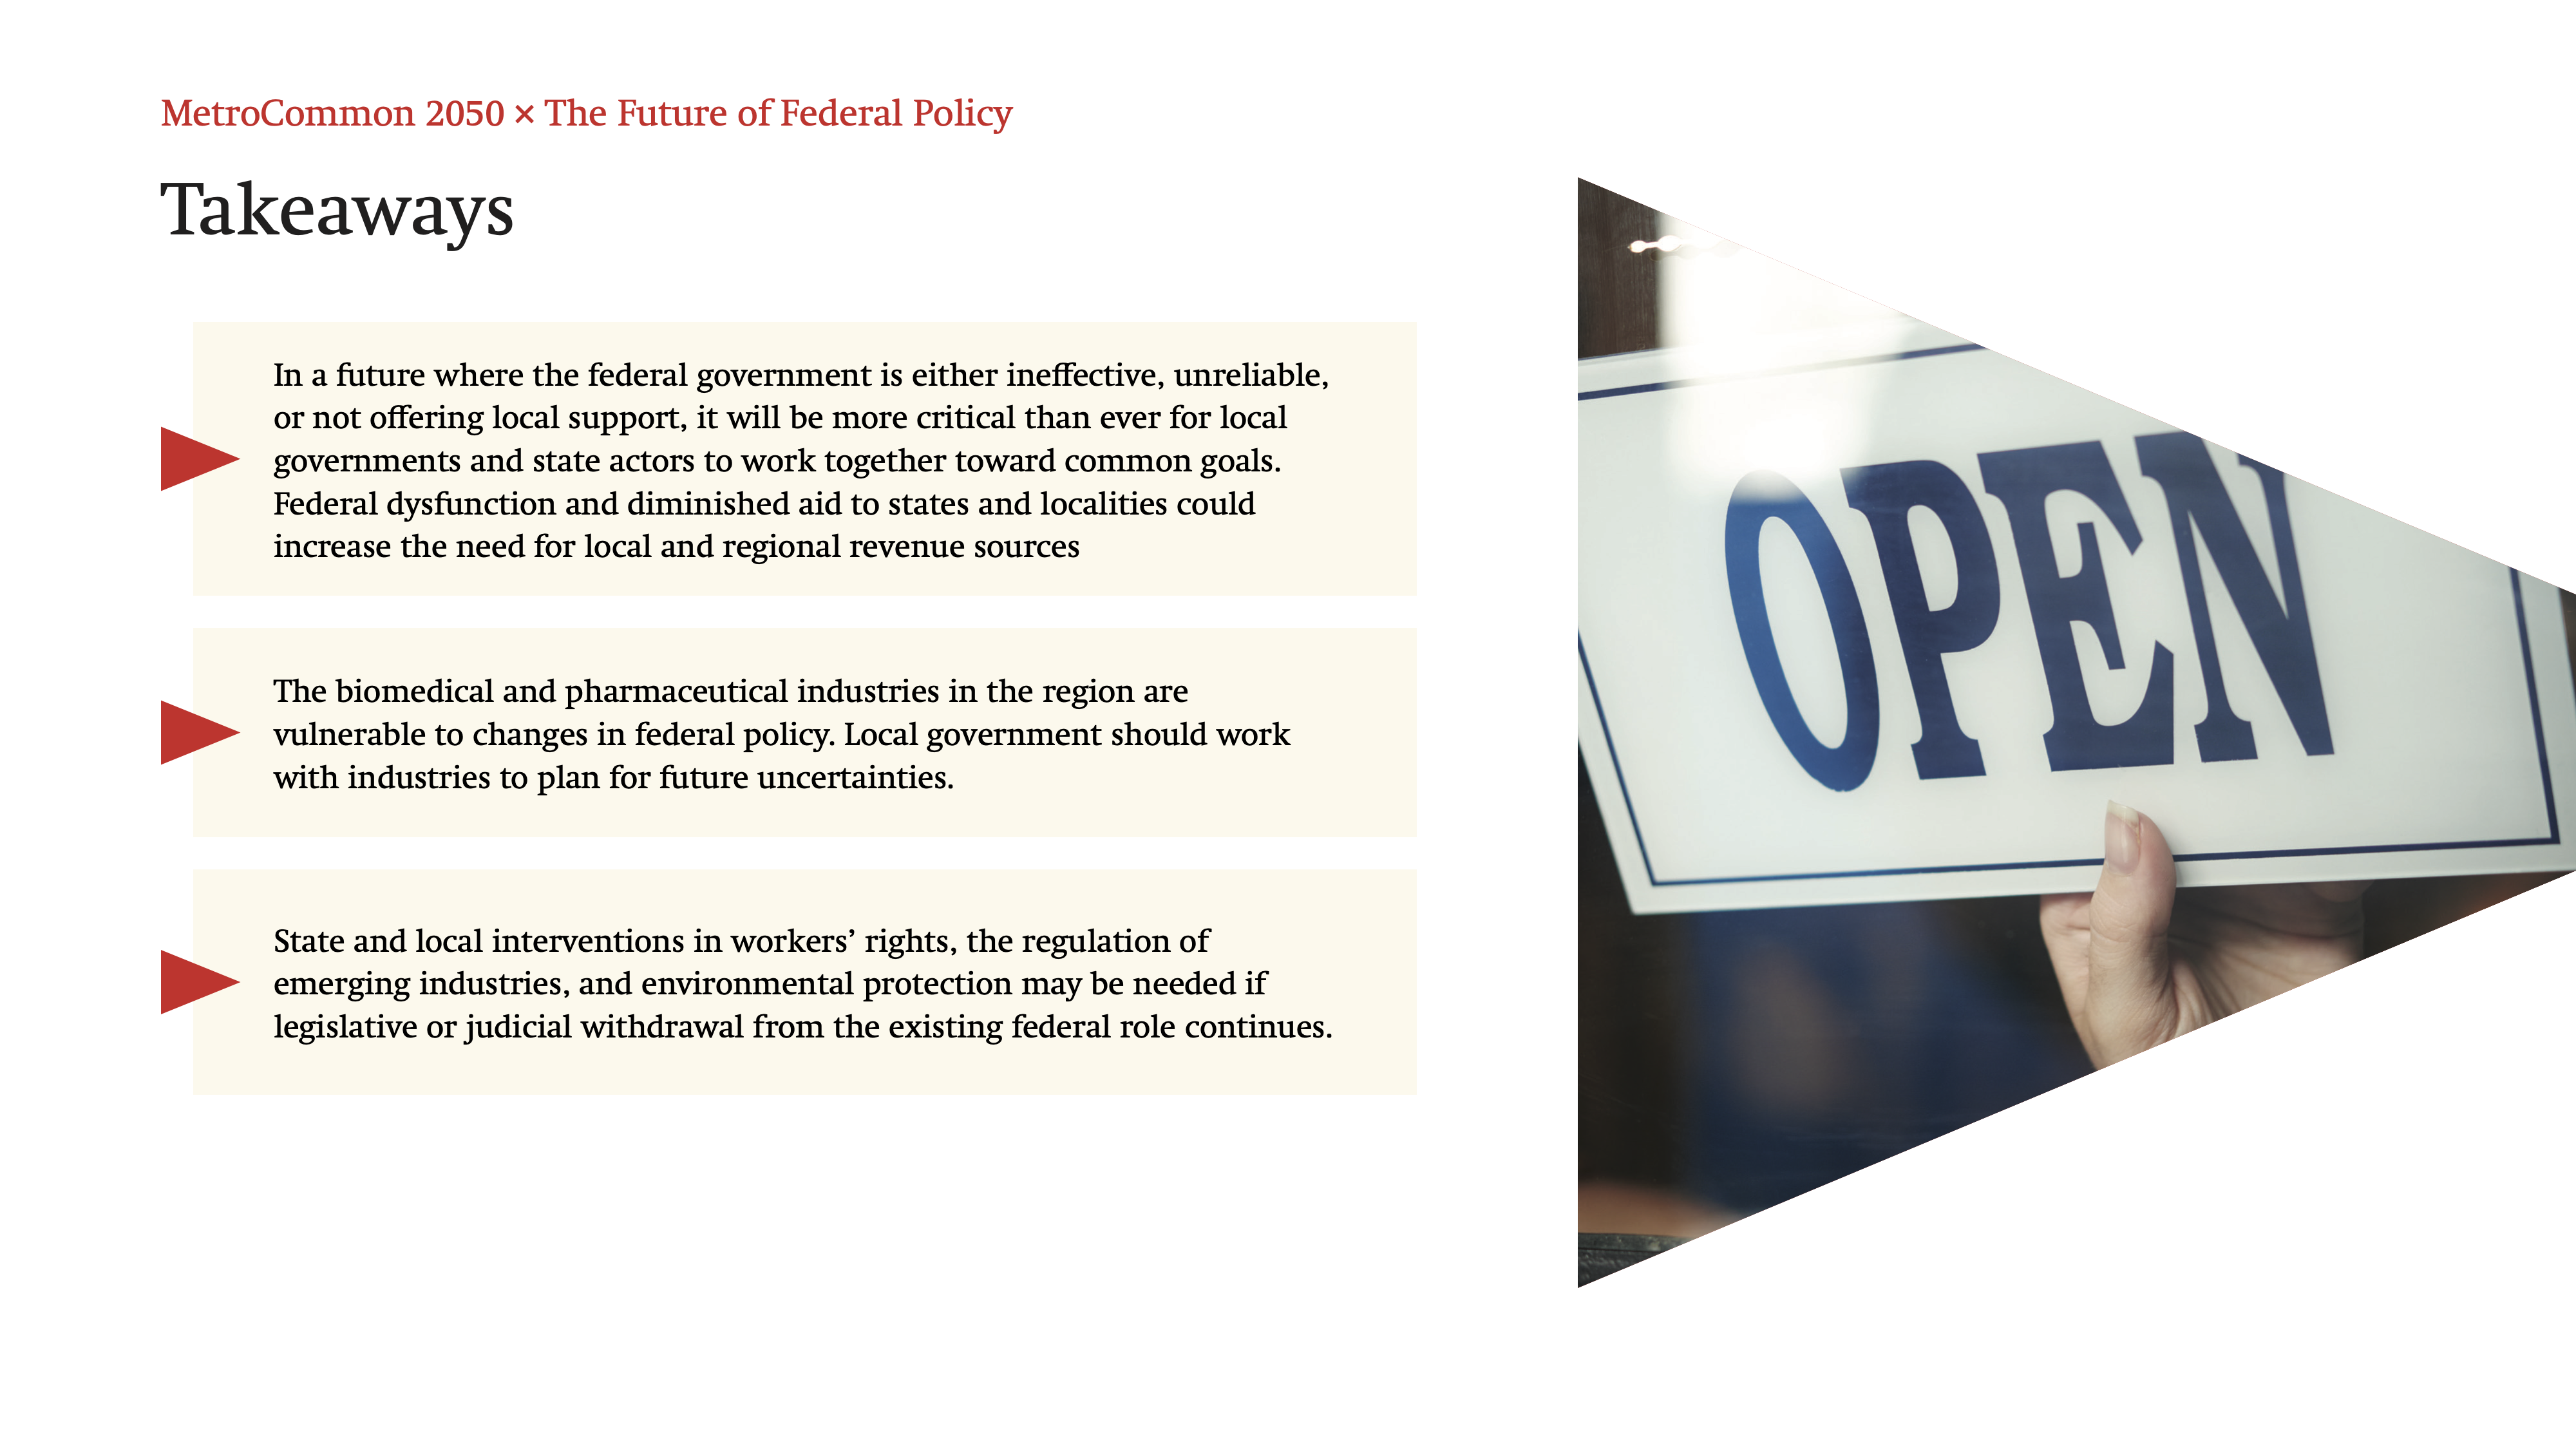 MetroCommon 2050 × The Future of Federal Policy
Takeaways
In a future where the federal government is either ineffective, unreliable,
or not offering local support, it will be more critical than ever for local
governments and state actors to work together toward common goals.
Federal dysfunction and diminished aid to states and localities could
increase the need for local and regional revenue sources
The biomedical and pharmaceutical industries in the region are
vulnerable to changes in federal policy. Local government should work
with industries to plan for future uncertainties.
State and local interventions in workers’ rights, the regulation of
emerging industries, and environmental protection may be needed if
legislative or judicial withdrawal from the existing federal role continues.
OPEN